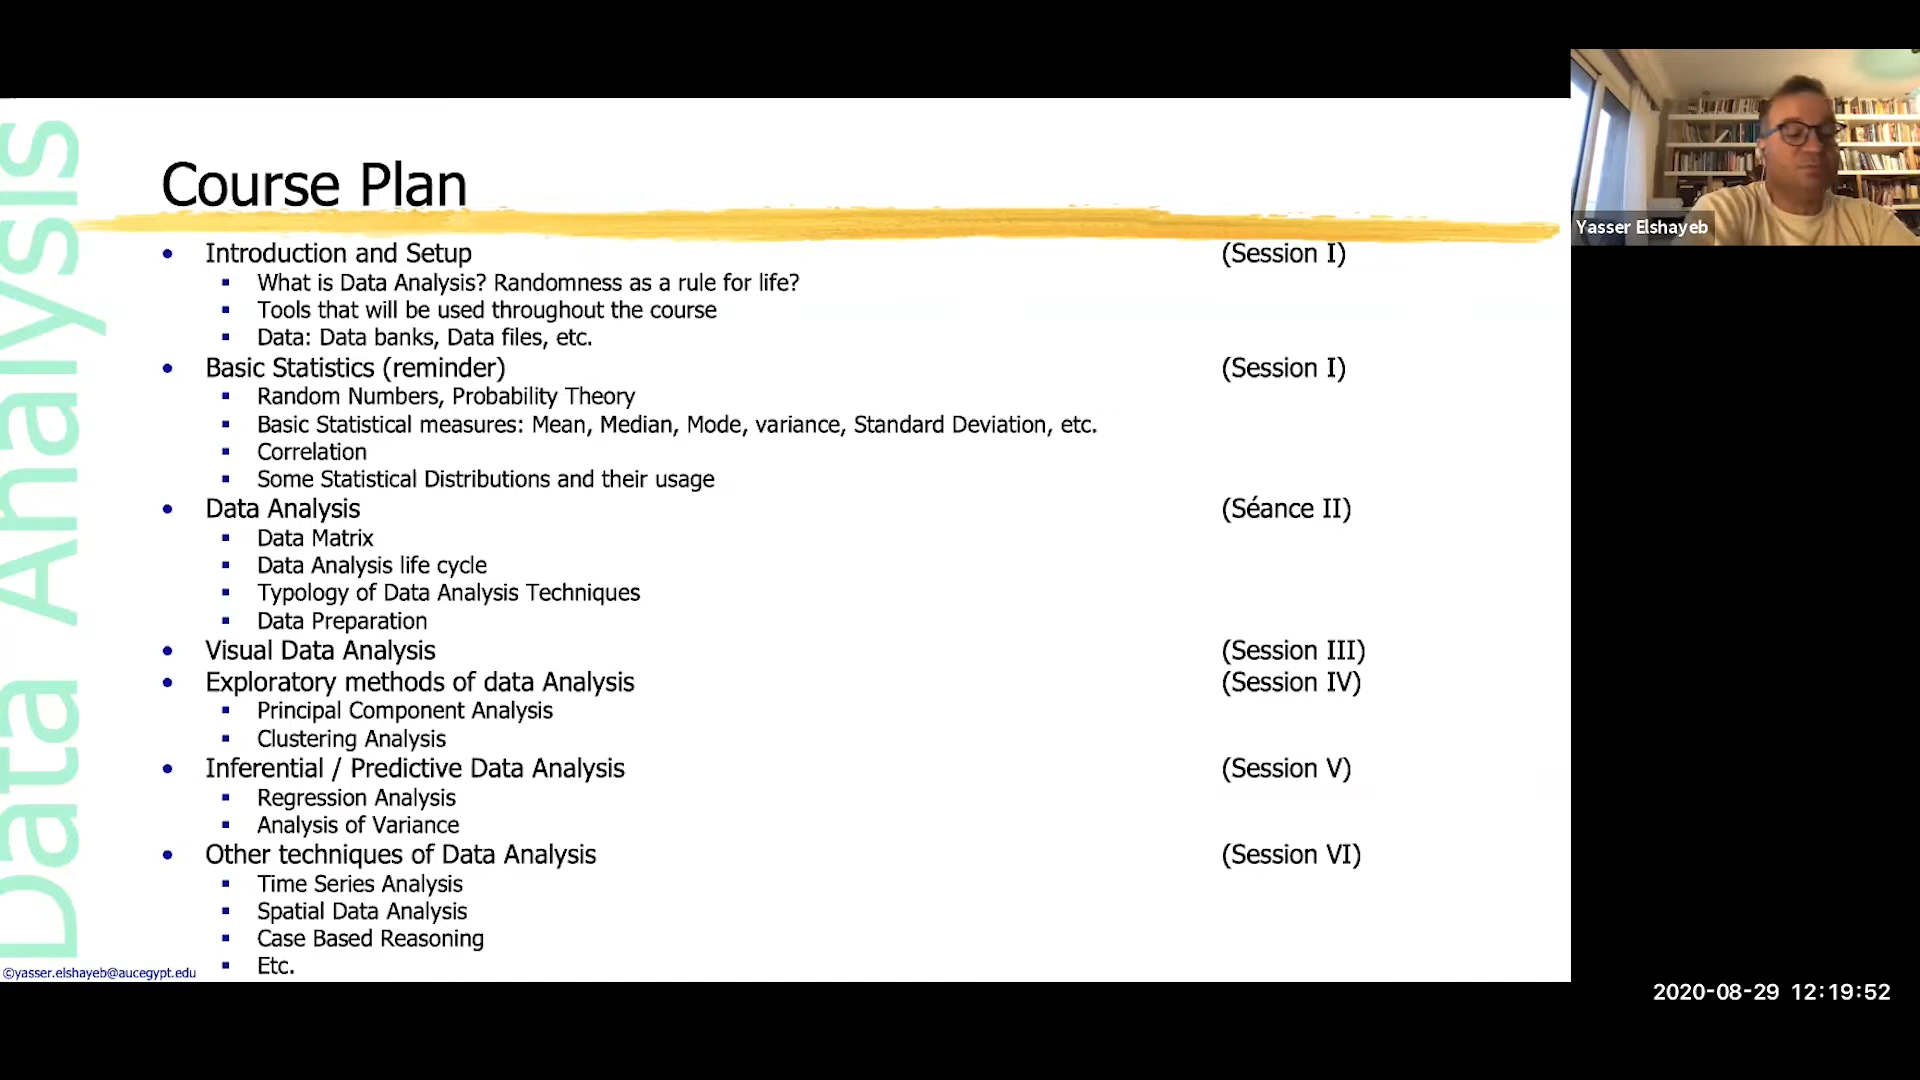 Data Analysis
Course Plan
• Introduction and Setup (Session I)
▪ What is Data Analysis? Randomness as a rule for life?
▪ Tools that will be used throughout the course
▪ Data: Data banks, Data files, etc.
• Basic Statistics (reminder) (Session I)
▪ Random Numbers, Probability Theory
▪ Basic Statistical measures: Mean, Median, Mode, variance, Standard Deviation, etc.
▪ Correlation
▪ Some Statistical Distributions and their usage
• Data Analysis (Séance II)
▪ Data Matrix
▪ Data Analysis life cycle
▪ Typology of Data Analysis Techniques
▪ Data Preparation
• Visual Data Analysis (Session III)
• Exploratory methods of data Analysis (Session IV)
▪ Principal Component Analysis
▪ Clustering Analysis
• Inferential / Predictive Data Analysis (Session V)
▪ Regression Analysis
▪ Analysis of Variance
• Other techniques of Data Analysis (Session VI)
▪ Time Series Analysis
▪ Spatial Data Analysis
▪ Case Based Reasoning
▪ Etc.
©yasser.elshayeb@aucegypt.edu
Yasser Elshayeb
2020-08-29 12:19:52